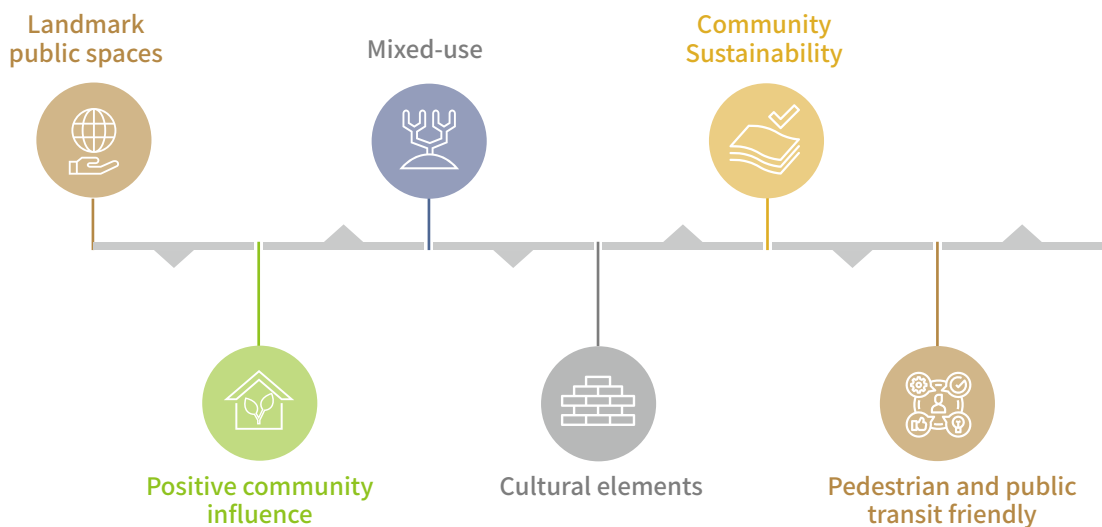 Landmark
public spaces
Mixed-use
Community
Sustainability
Positive community
influence
Cultural elements
Pedestrian and public
transit friendly